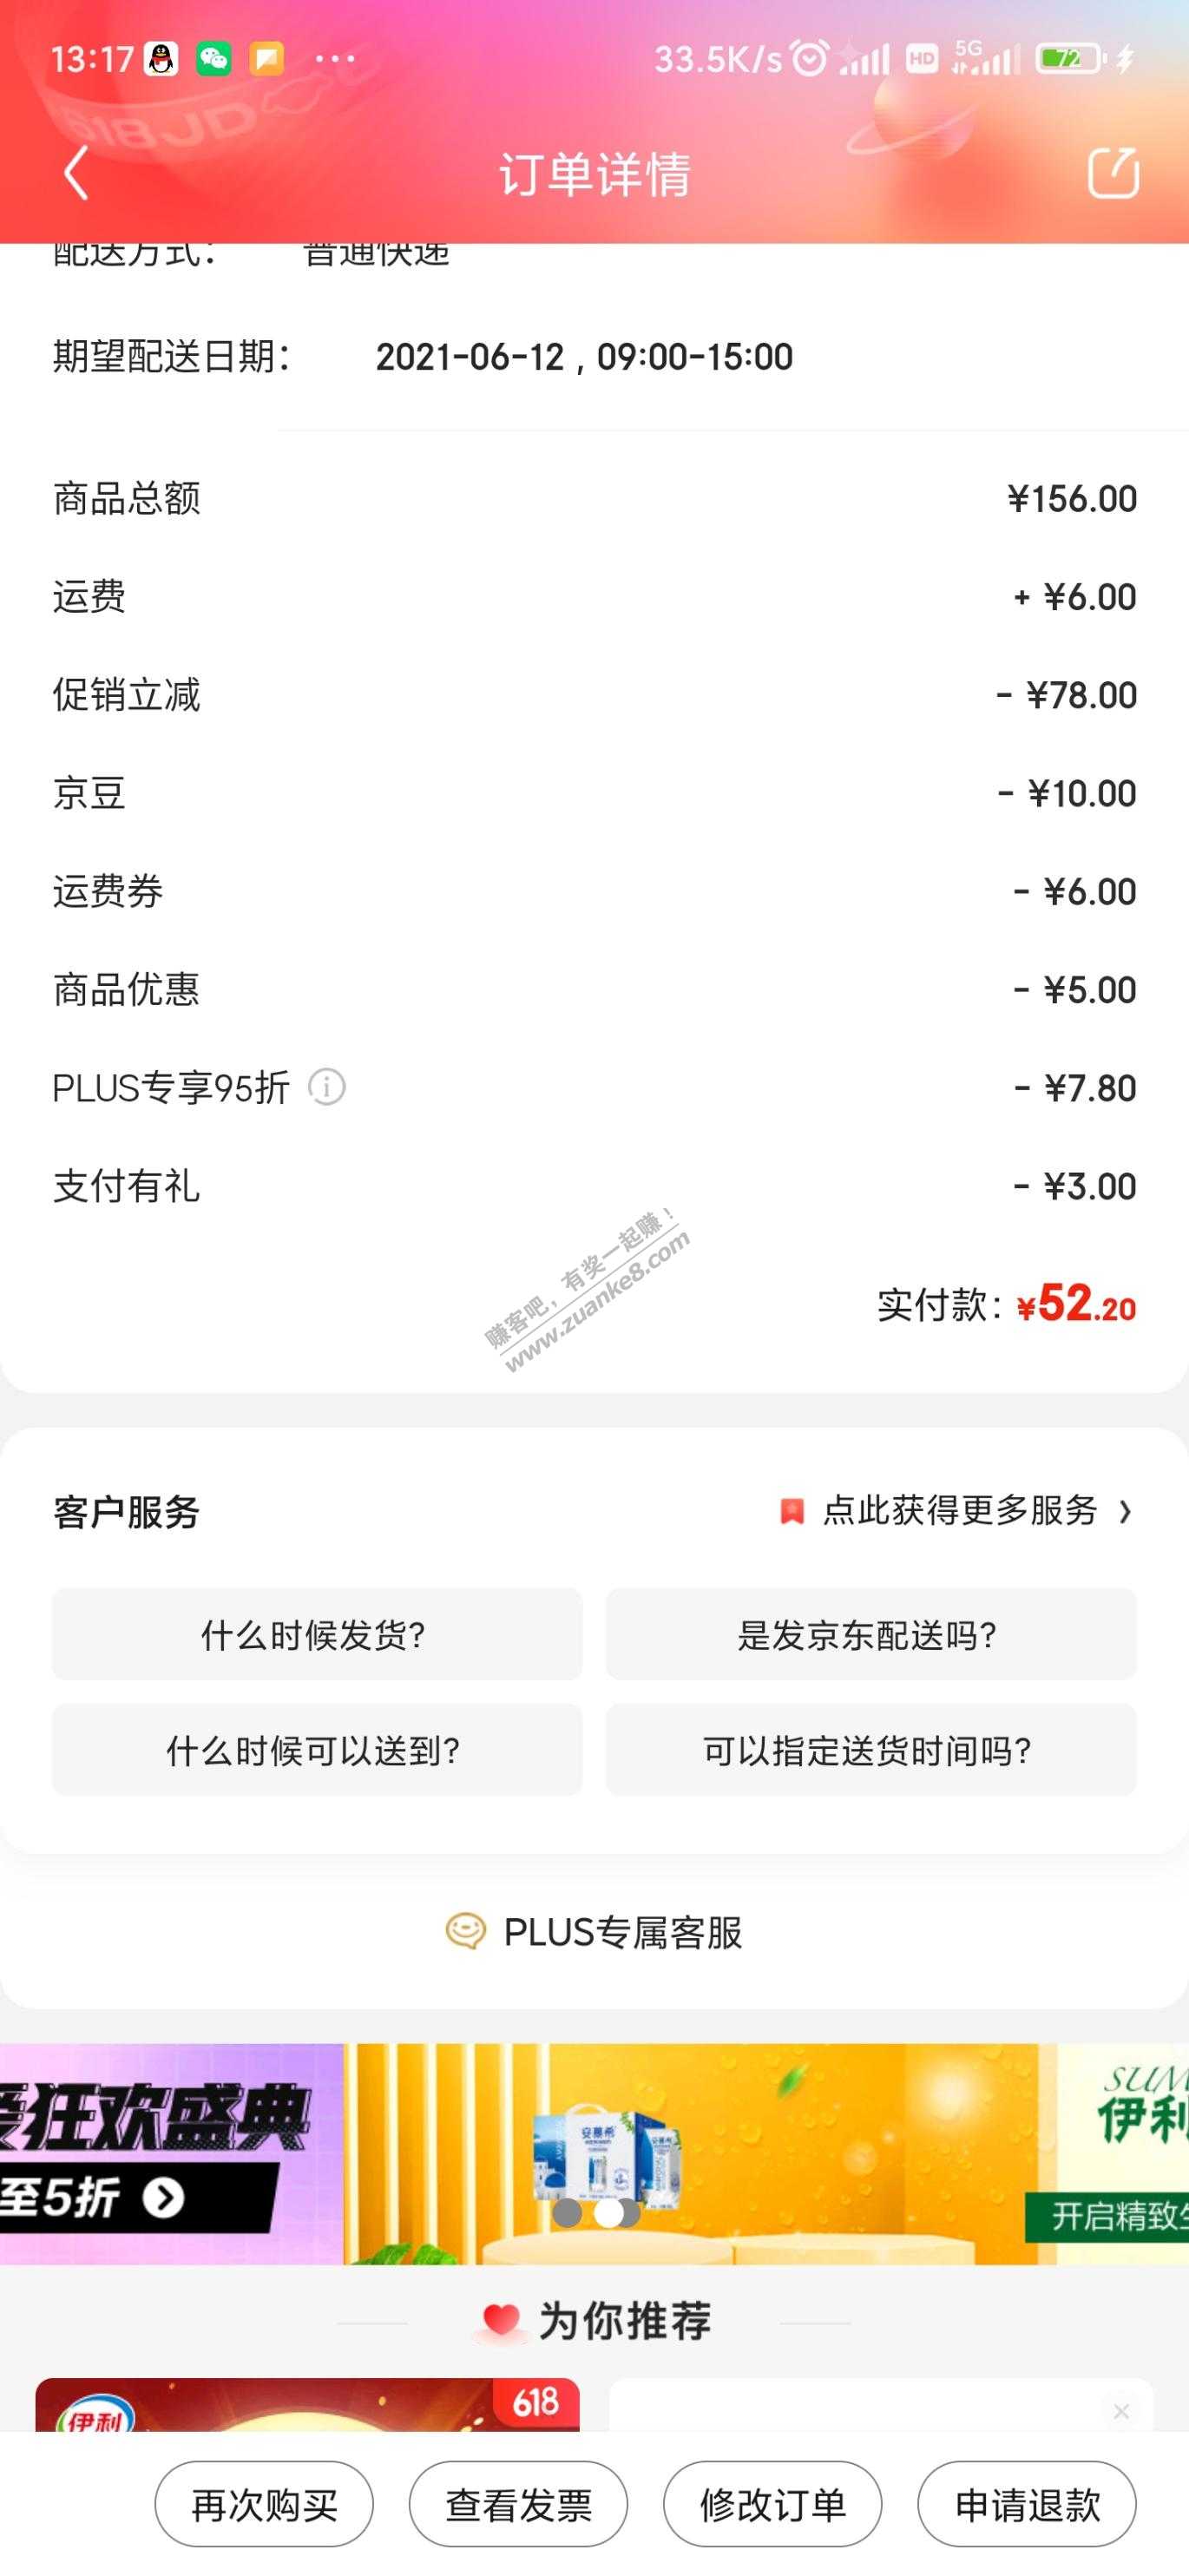 13:17 ··· 33.5K/s HD 5G 72
618JD
订单详情
配送方式： 普通快递
期望配送日期： 2021-06-12 , 09:00-15:00
商品总额 ¥156.00
运费 + ¥6.00
促销立减 - ¥78.00
京豆 - ¥10.00
运费券 - ¥6.00
商品优惠 - ¥5.00
PLUS专享95折 - ¥7.80
支付有礼 - ¥3.00
赚客吧，有奖一起赚！
www.zuanke8.com
实付款：¥52.20
客户服务 点此获得更多服务 ›
什么时候发货? 是发京东配送吗?
什么时候可以送到? 可以指定送货时间吗?
PLUS专属客服
狂欢盛典
至5折
安慕希
SUM
伊利
开启精致生
为你推荐
伊利
618
再次购买 查看发票 修改订单 申请退款